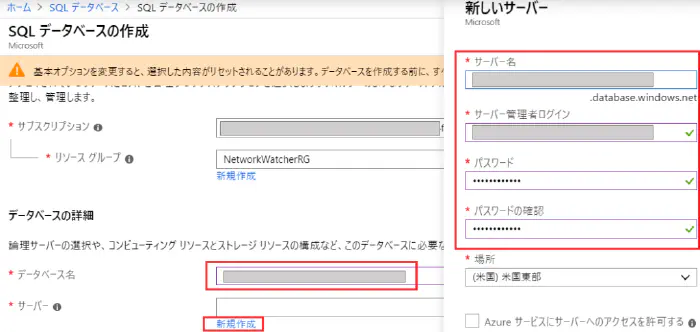 ホーム > SQL データベース > SQL データベースの作成
SQL データベースの作成
Microsoft
基本オプションを変更すると、選択した内容がリセットされることがあります。データベースを作成する前に、す
整理し、管理します。
* サブスクリプション
* リソース グループ
NetworkWatcherRG
新規作成
データベースの詳細
論理サーバーの選択や、コンピューティング リソースとストレージ リソースの構成など、このデータベースに必要な
* データベース名
* サーバー
新規作成
新しいサーバー
Microsoft
* サーバー名
.database.windows.net
* サーバー管理者ログイン
* パスワード
••••••••••••
* パスワードの確認
••••••••••••
* 場所
(米国) 米国東部
Azure サービスにサーバーへのアクセスを許可する